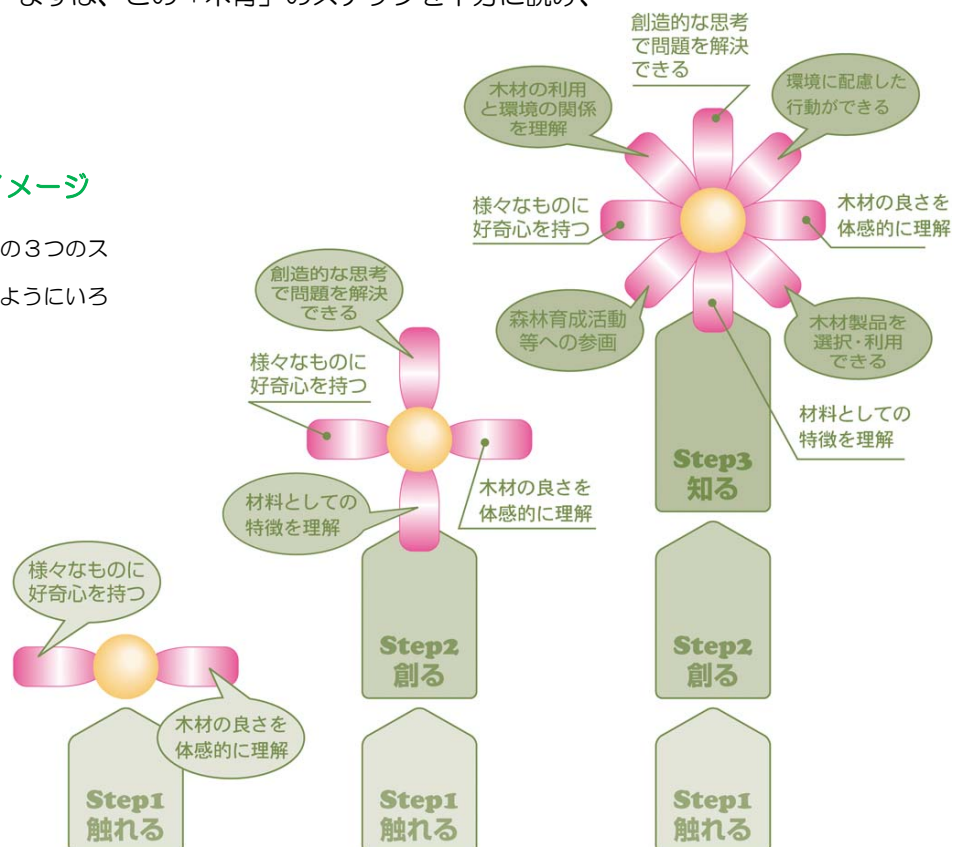 まずは、この「木育」のステップを十分に読み、
イメージ
の３つのス
ようにいろ
様々なものに
好奇心を持つ
木材の良さを
体感的に理解
Step1
触れる
創造的な思考
で問題を解決
できる
様々なものに
好奇心を持つ
材料としての
特徴を理解
木材の良さを
体感的に理解
Step2
創る
Step1
触れる
創造的な思考
で問題を解決
できる
木材の利用
と環境の関係
を理解
環境に配慮した
行動ができる
様々なものに
好奇心を持つ
木材の良さを
体感的に理解
森林育成活動
等への参画
木材製品を
選択・利用
できる
材料としての
特徴を理解
Step3
知る
Step2
創る
Step1
触れる